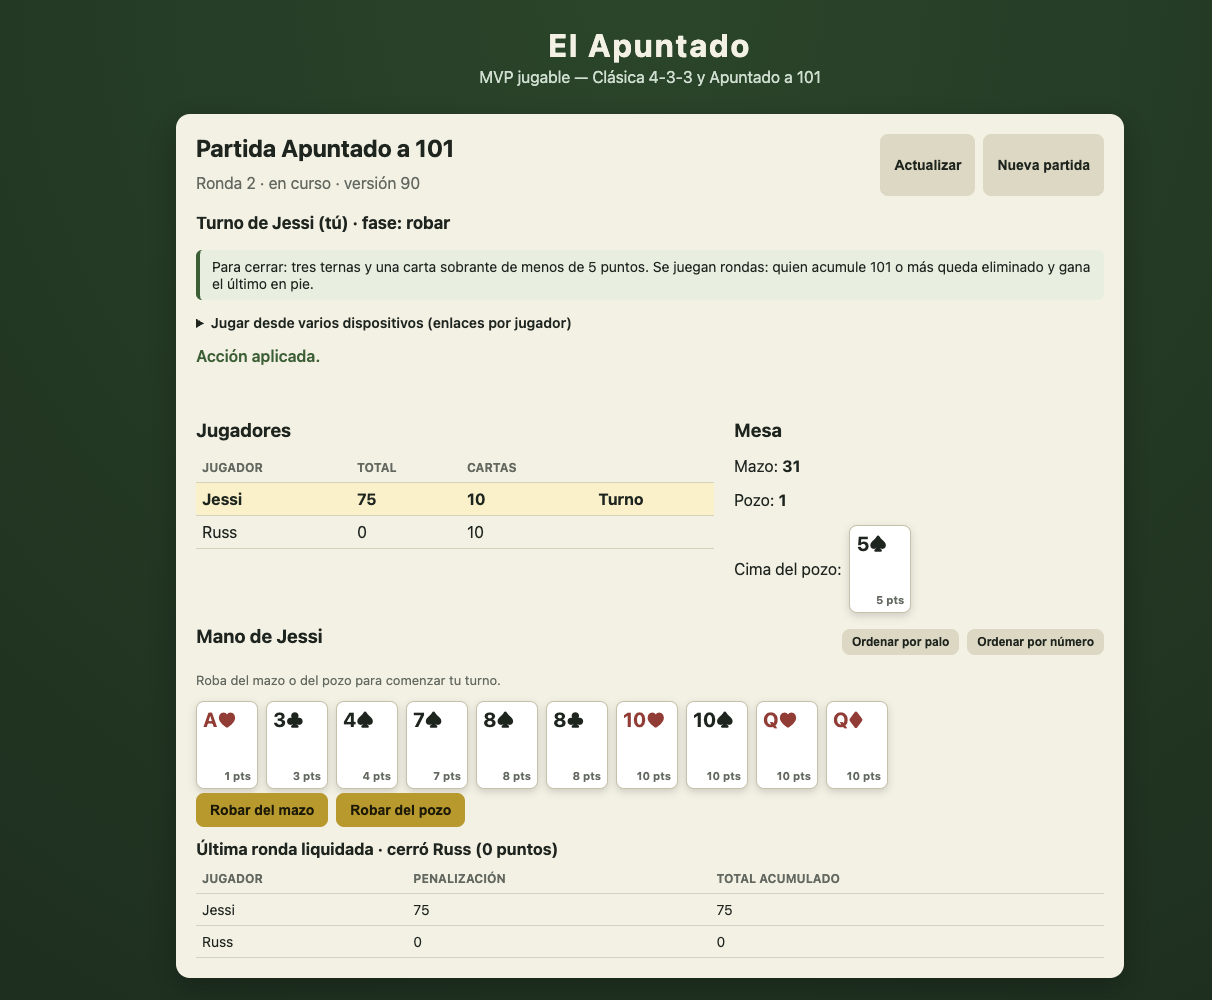 El Apuntado
MVP jugable — Clásica 4-3-3 y Apuntado a 101
Partida Apuntado a 101
Actualizar
Nueva partida
Ronda 2 · en curso · versión 90
Turno de Jessi (tú) · fase: robar
Para cerrar: tres ternas y una carta sobrante de menos de 5 puntos. Se juegan rondas: quien acumule 101 o más queda eliminado y gana
el último en pie.
▶ Jugar desde varios dispositivos (enlaces por jugador)
Acción aplicada.
Jugadores
JUGADOR TOTAL CARTAS
Jessi 75 10 Turno
Russ 0 10
Mesa
Mazo: 31
Pozo: 1
Cima del pozo:
5♠
5 pts
Mano de Jessi
Ordenar por palo
Ordenar por número
Roba del mazo o del pozo para comenzar tu turno.
A♥ 3♣ 4♠ 7♠ 8♠ 8♣ 10♥ 10♠ Q♥ Q♦
1 pts 3 pts 4 pts 7 pts 8 pts 8 pts 10 pts 10 pts 10 pts 10 pts
Robar del mazo
Robar del pozo
Última ronda liquidada · cerró Russ (0 puntos)
JUGADOR PENALIZACIÓN TOTAL ACUMULADO
Jessi 75 75
Russ 0 0